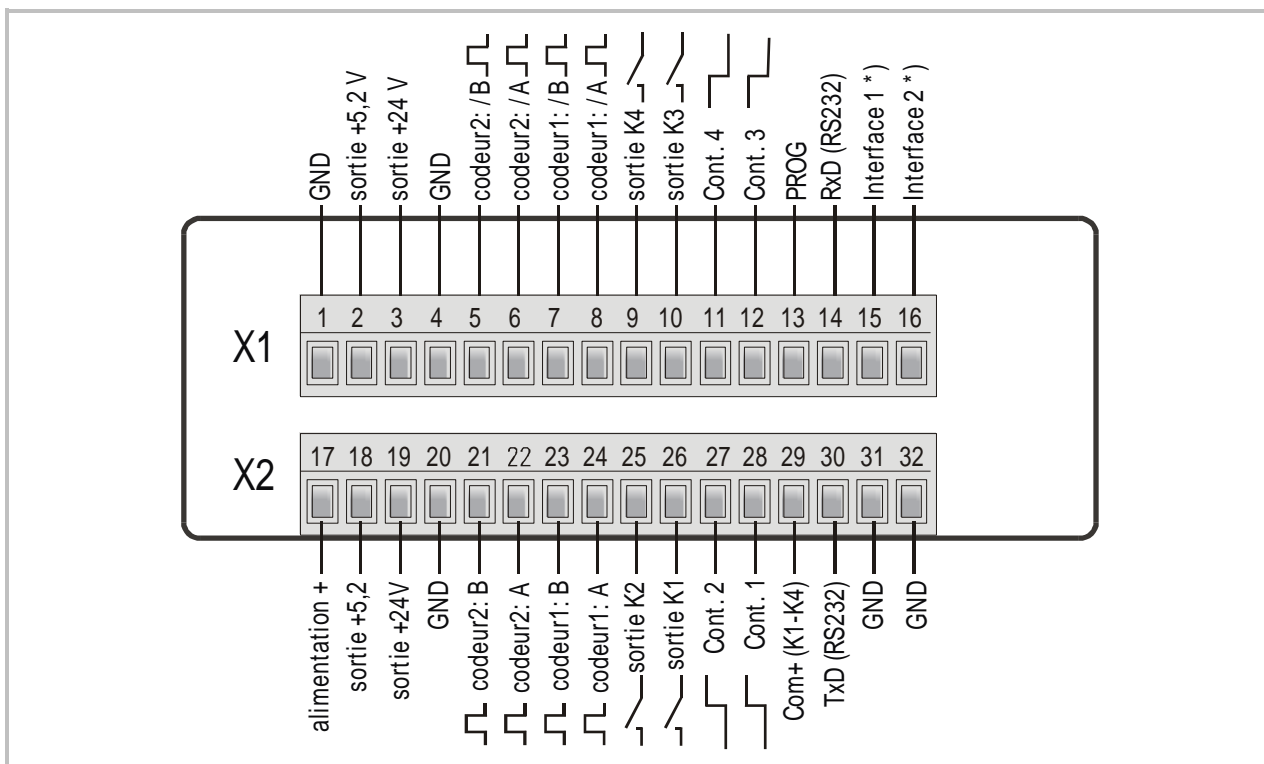 GND
sortie +5,2 V
sortie +24 V
GND
codeur2: / B
codeur2: / A
codeur1: / B
codeur1: / A
sortie K4
sortie K3
Cont. 4
Cont. 3
PROG
RxD (RS232)
Interface 1 *)
Interface 2 *)
X1
1 2 3 4 5 6 7 8 9 10 11 12 13 14 15 16
X2
17 18 19 20 21 22 23 24 25 26 27 28 29 30 31 32
alimentation +
sortie +5,2
sortie +24V
GND
codeur2: B
codeur2: A
codeur1: B
codeur1: A
sortie K2
sortie K1
Cont. 2
Cont. 1
Com+ (K1-K4)
TxD (RS232)
GND
GND